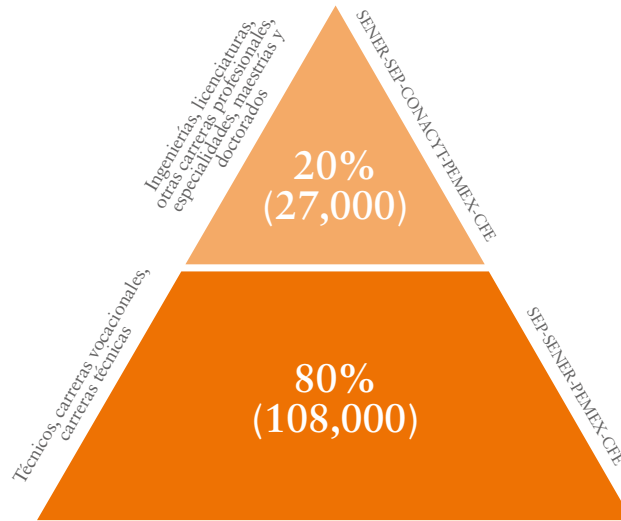 Ingenierías, licenciaturas,
otras carreras profesionales,
especialidades, maestrías y
doctorados
20%
(27,000)
SENER-SEP-CONACYT-PEMEX-CFE
Técnicos, carreras vocacionales,
carreras técnicas
80%
(108,000)
SEP-SENER-PEMEX-CFE